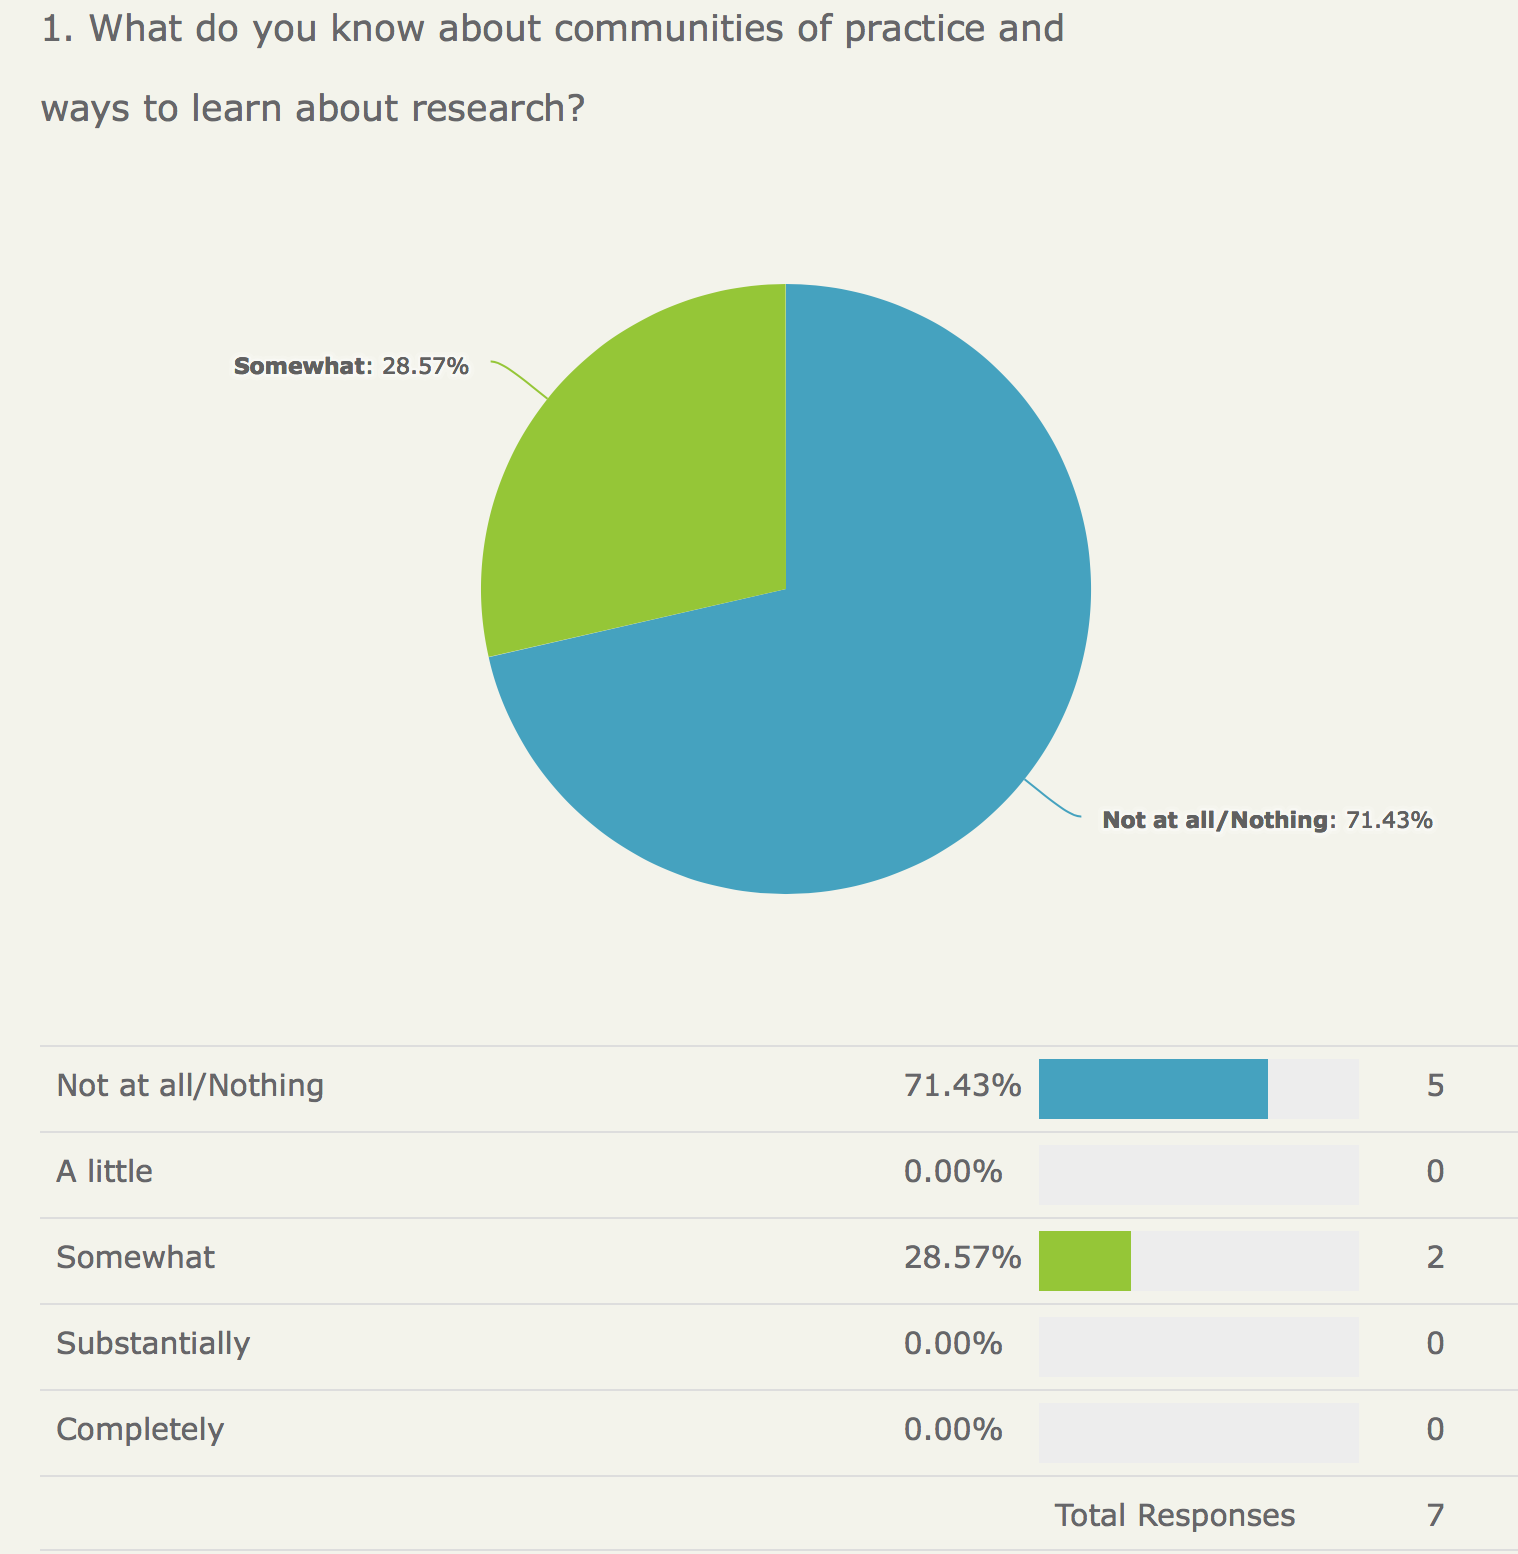 1. What do you know about communities of practice and
ways to learn about research?
Somewhat: 28.57%
Not at all/Nothing: 71.43%
Not at all/Nothing 71.43% 5
A little 0.00% 0
Somewhat 28.57% 2
Substantially 0.00% 0
Completely 0.00% 0
Total Responses 7